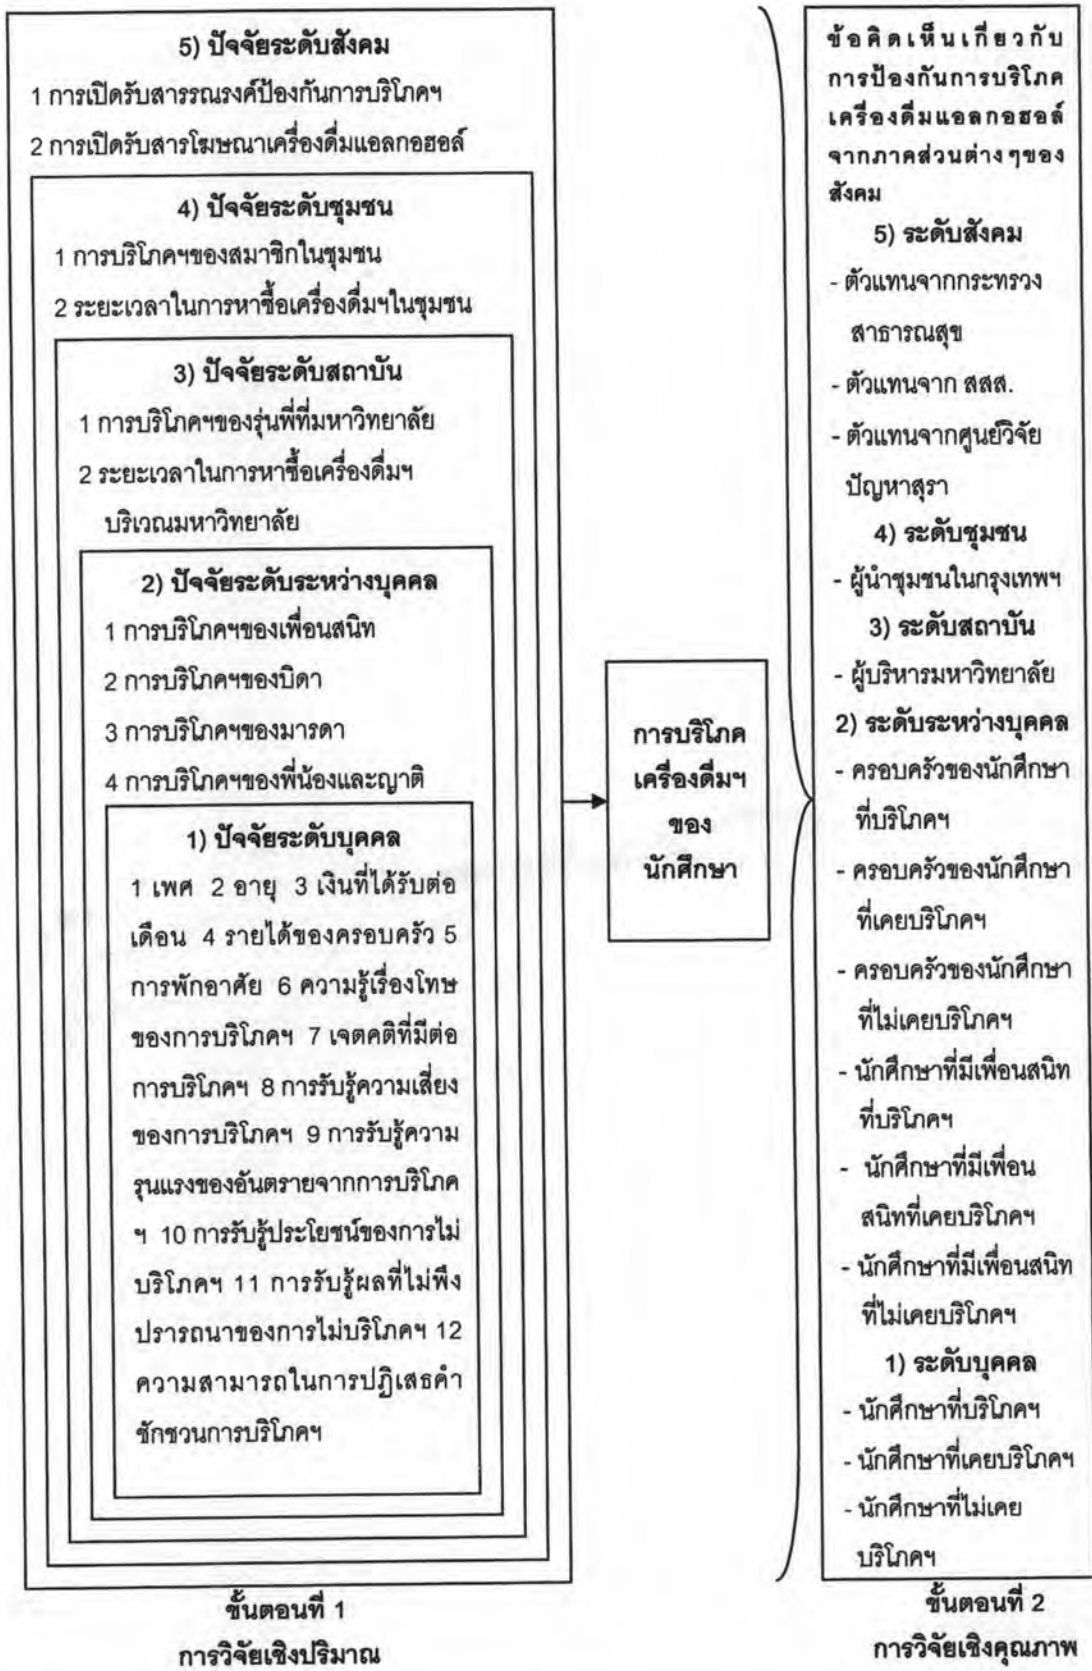 5) ปัจจัยระดับสังคม
1 การเปิดรับสารรณรงค์ป้องกันการบริโภคฯ
2 การเปิดรับสารโฆษณาเครื่องดื่มแอลกอฮอล์
4) ปัจจัยระดับชุมชน
1 การบริโภคฯของสมาชิกในชุมชน
2 ระยะเวลาในการหาซื้อเครื่องดื่มฯในชุมชน
3) ปัจจัยระดับสถาบัน
1 การบริโภคฯของรุ่นพี่ที่มหาวิทยาลัย
2 ระยะเวลาในการหาซื้อเครื่องดื่มฯ
บริเวณมหาวิทยาลัย
2) ปัจจัยระดับระหว่างบุคคล
1 การบริโภคฯของเพื่อนสนิท
2 การบริโภคฯของบิดา
3 การบริโภคฯของมารดา
4 การบริโภคฯของพี่น้องและญาติ
1) ปัจจัยระดับบุคคล
1 เพศ 2 อายุ 3 เงินที่ได้รับต่อ
เดือน 4 รายได้ของครอบครัว 5
การพักอาศัย 6 ความรู้เรื่องโทษ
ของการบริโภคฯ 7 เจตคติที่มีต่อ
การบริโภคฯ 8 การรับรู้ความเสี่ยง
ของการบริโภคฯ 9 การรับรู้ความ
รุนแรงของอันตรายจากการบริโภค
ฯ 10 การรับรู้ประโยชน์ของการไม่
บริโภคฯ 11 การรับรู้ผลที่ไม่พึง
ปรารถนาของการไม่บริโภคฯ 12
ความสามารถในการปฏิเสธคำ
ชักชวนการบริโภคฯ
ขั้นตอนที่ 1
การวิจัยเชิงปริมาณ
การบริโภค
เครื่องดื่มฯ
ของ
นักศึกษา
ข้อคิดเห็นเกี่ยวกับ
การป้องกันการบริโภค
เครื่องดื่มแอลกอฮอล์
จากภาคส่วนต่างๆของ
สังคม
5) ระดับสังคม
- ตัวแทนจากกระทรวง
สาธารณสุข
- ตัวแทนจาก สสส.
- ตัวแทนจากศูนย์วิจัย
ปัญหาสุรา
4) ระดับชุมชน
- ผู้นำชุมชนในกรุงเทพฯ
3) ระดับสถาบัน
- ผู้บริหารมหาวิทยาลัย
2) ระดับระหว่างบุคคล
- ครอบครัวของนักศึกษา
ที่บริโภคฯ
- ครอบครัวของนักศึกษา
ที่เคยบริโภคฯ
- ครอบครัวของนักศึกษา
ที่ไม่เคยบริโภคฯ
- นักศึกษาที่มีเพื่อนสนิท
ที่บริโภคฯ
- นักศึกษาที่มีเพื่อน
สนิทที่เคยบริโภคฯ
- นักศึกษาที่มีเพื่อนสนิท
ที่ไม่เคยบริโภคฯ
1) ระดับบุคคล
- นักศึกษาที่บริโภคฯ
- นักศึกษาที่เคยบริโภคฯ
- นักศึกษาที่ไม่เคย
บริโภคฯ
ขั้นตอนที่ 2
การวิจัยเชิงคุณภาพ